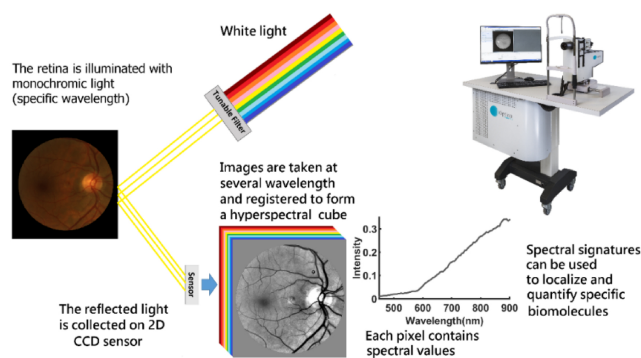 White light
The retina is illuminated with
monochromic light
(specific wavelength)
Tunable Filter
Images are taken at
several wavelength
and registered to form
a hyperspectral cube
Sensor
The reflected light
is collected on 2D
CCD sensor
Intensity
0.3
0.2
0.1
0
500
600
700
800
900
Wavelength(nm)
Each pixel contains
spectral values
Spectral signatures
can be used
to localize and
quantify specific
biomolecules